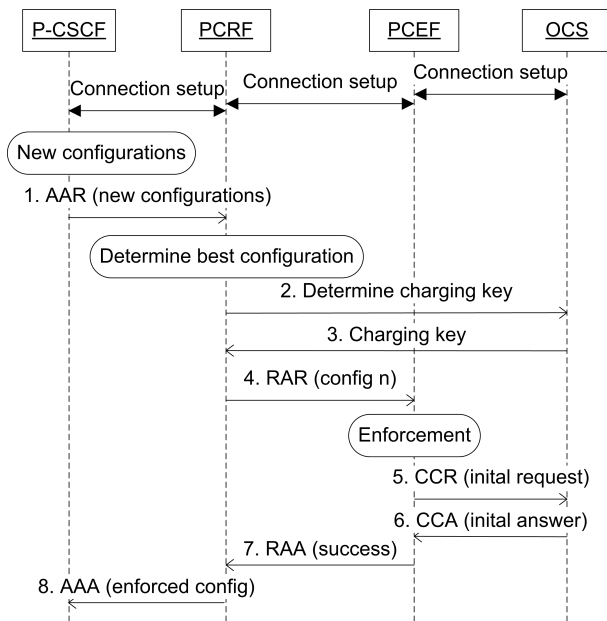 P-CSCF
PCRF
PCEF
OCS
Connection setup
Connection setup
Connection setup
New configurations
1. AAR (new configurations)
Determine best configuration
2. Determine charging key
3. Charging key
4. RAR (config n)
Enforcement
5. CCR (inital request)
6. CCA (inital answer)
7. RAA (success)
8. AAA (enforced config)